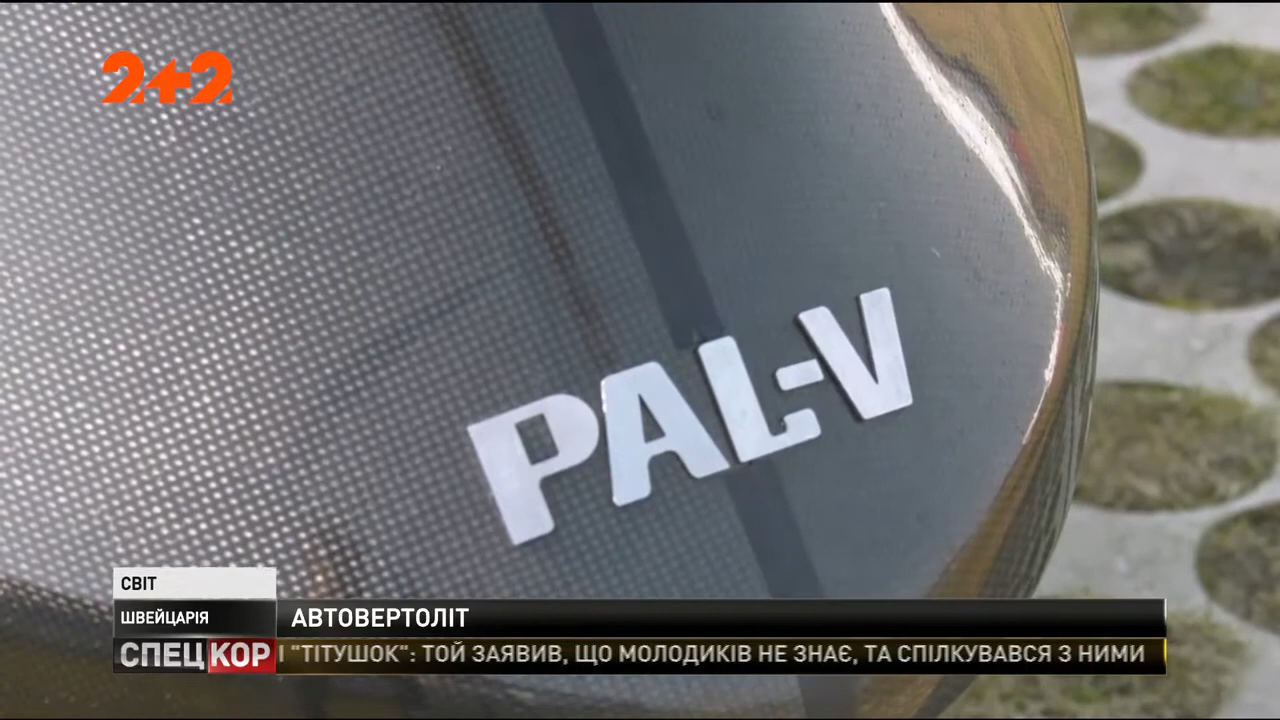 2+2
PAL-V
СВІТ
ШВЕЙЦАРІЯ
АВТОВЕРТОЛІТ
СПЕЦКОР
І "ТІТУШОК": ТОЙ ЗАЯВИВ, ЩО МОЛОДИКІВ НЕ ЗНАЄ, ТА СПІЛКУВАВСЯ З НИМИ